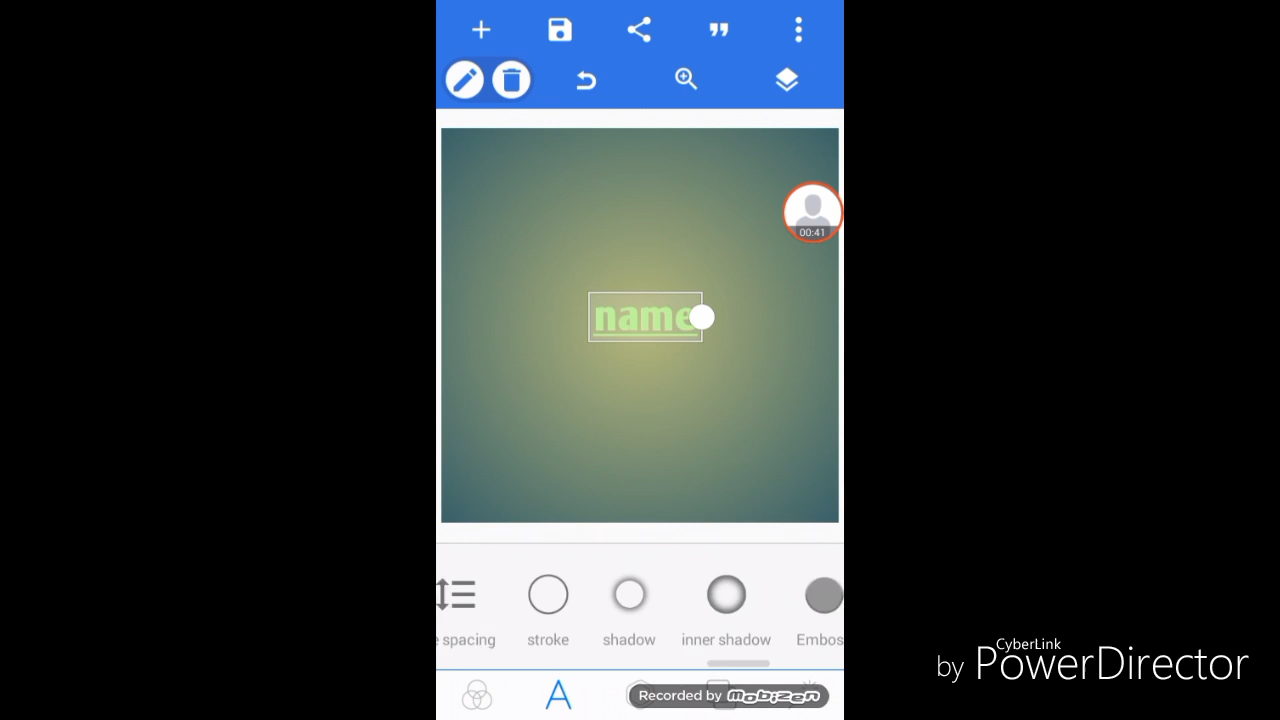 00:41
name
e spacing
stroke
shadow
inner shadow
Embos
CyberLink
by PowerDirector
Recorded by mobizen